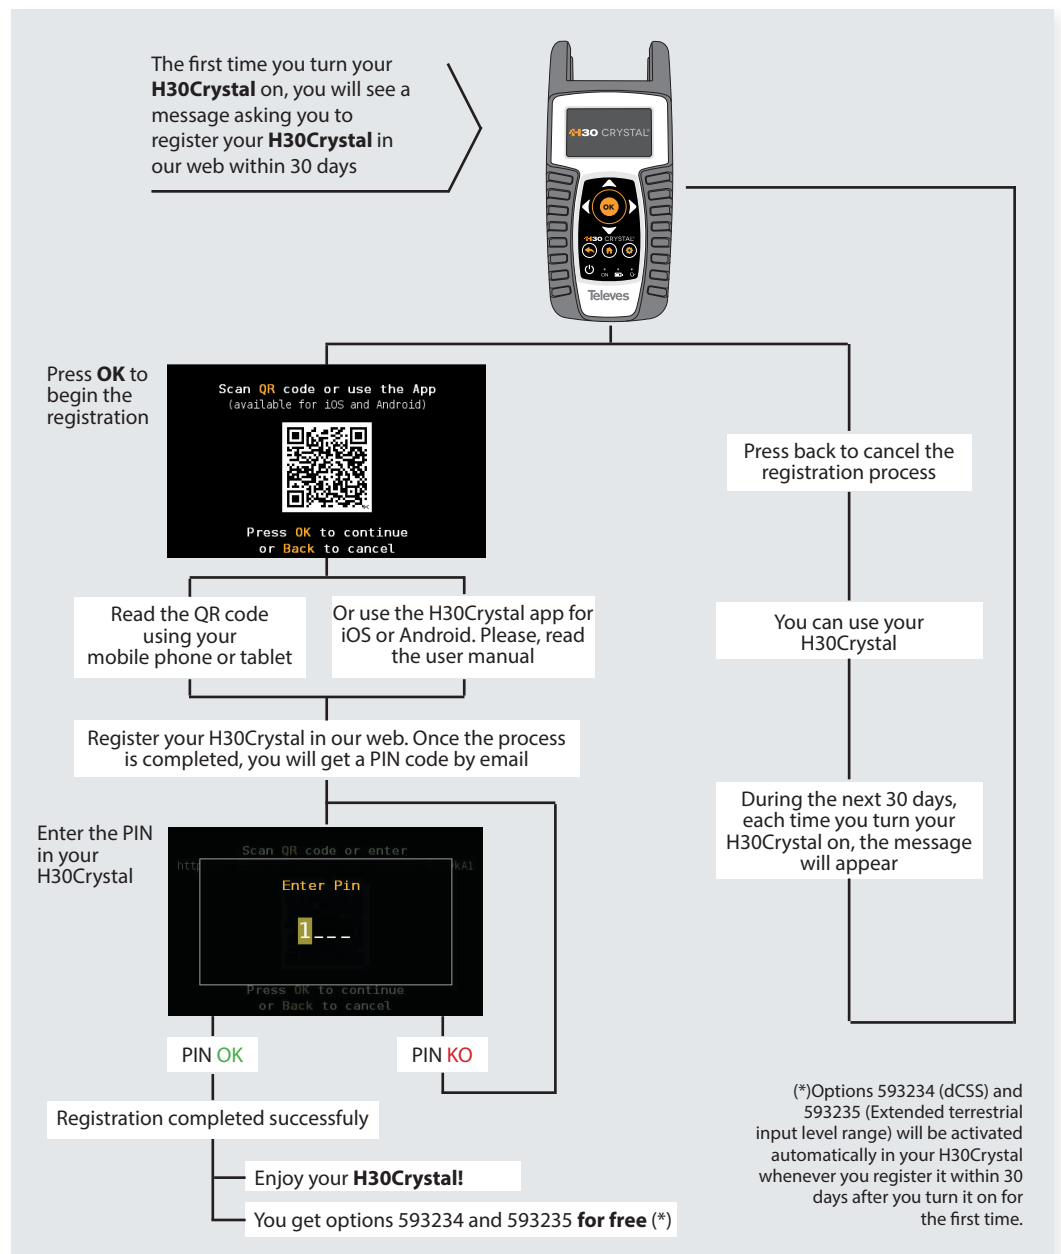 The first time you turn your
H30Crystal on, you will see a
message asking you to
register your H30Crystal in
our web within 30 days
H30 CRYSTAL
OK
H30 CRYSTAL
ON
Televes
Press OK to
begin the
registration
Scan QR code or use the App
(available for iOS and Android)
Press OK to continue
or Back to cancel
Read the QR code
using your
mobile phone or tablet
Or use the H30Crystal app for
iOS or Android. Please, read
the user manual
Register your H30Crystal in our web. Once the process
is completed, you will get a PIN code by email
Enter the PIN
in your
H30Crystal
Scan QR code or enter
Enter Pin
1___
Press OK to continue
or Back to cancel
PIN OK
PIN KO
Registration completed successfuly
Enjoy your H30Crystal!
You get options 593234 and 593235 for free (*)
Press back to cancel the
registration process
You can use your
H30Crystal
During the next 30 days,
each time you turn your
H30Crystal on, the message
will appear
(*)Options 593234 (dCSS) and
593235 (Extended terrestrial
input level range) will be activated
automatically in your H30Crystal
whenever you register it within 30
days after you turn it on for
the first time.